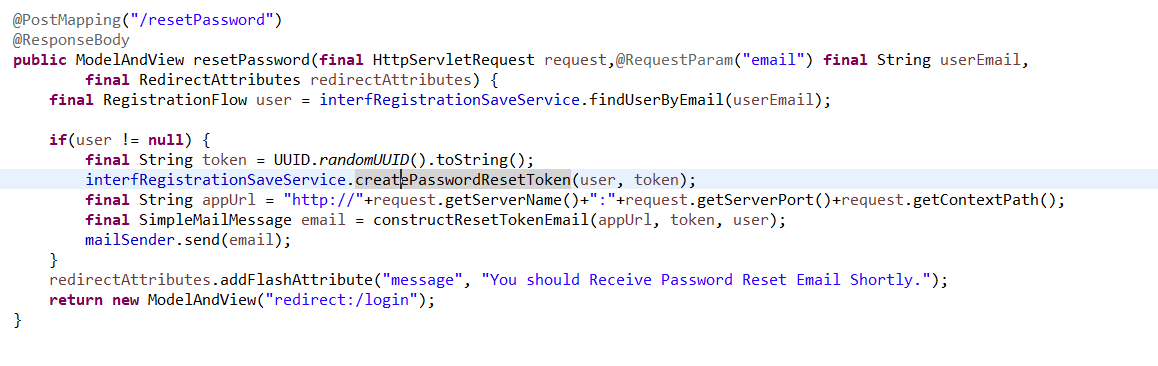 @PostMapping("/resetPassword")
@ResponseBody
public ModelAndView resetPassword(final HttpServletRequest request,@RequestParam("email") final String userEmail,
        final RedirectAttributes redirectAttributes) {
    final RegistrationFlow user = interfRegistrationSaveService.findUserByEmail(userEmail);
    if(user != null) {
        final String token = UUID.randomUUID().toString();
        interfRegistrationSaveService.createPasswordResetToken(user, token);
        final String appUrl = "http://"+request.getServerName()+":"+request.getServerPort()+request.getContextPath();
        final SimpleMailMessage email = constructResetTokenEmail(appUrl, token, user);
        mailSender.send(email);
    }
    redirectAttributes.addFlashAttribute("message", "You should Receive Password Reset Email Shortly.");
    return new ModelAndView("redirect:/login");
}